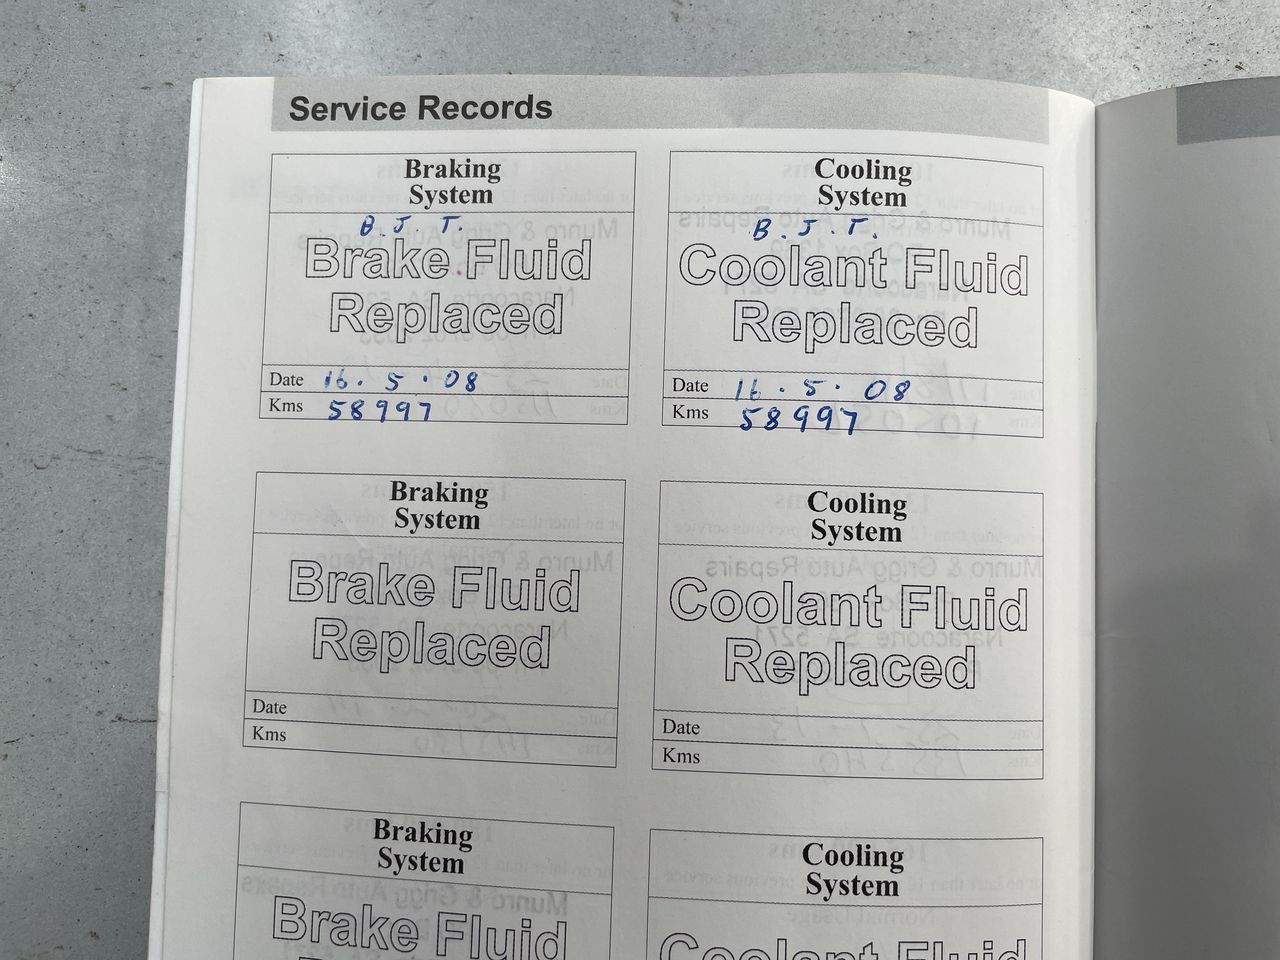 Service Records
Braking
System
B. J. T.
Brake Fluid
Replaced
Date 16. 5. 08
Kms 58997
Cooling
System
B. J. T.
Coolant Fluid
Replaced
Date 16. 5. 08
Kms 58997
Braking
System
Brake Fluid
Replaced
Date
Kms
Cooling
System
Coolant Fluid
Replaced
Date
Kms
Braking
System
Brake Fluid
Cooling
System
Coolant Fluid